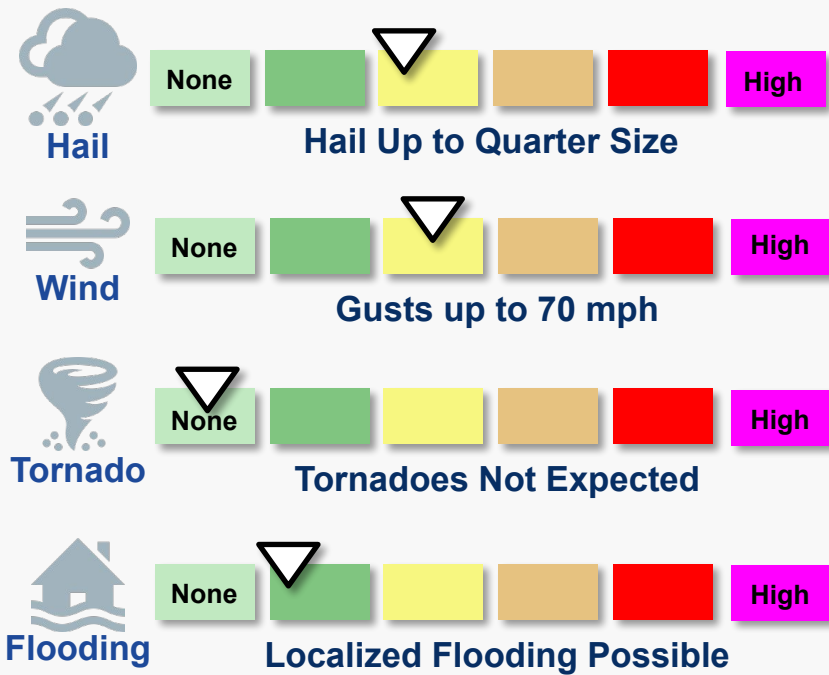 None High
Hail
Hail Up to Quarter Size
None High
Wind
Gusts up to 70 mph
None High
Tornado
Tornadoes Not Expected
None High
Flooding
Localized Flooding Possible